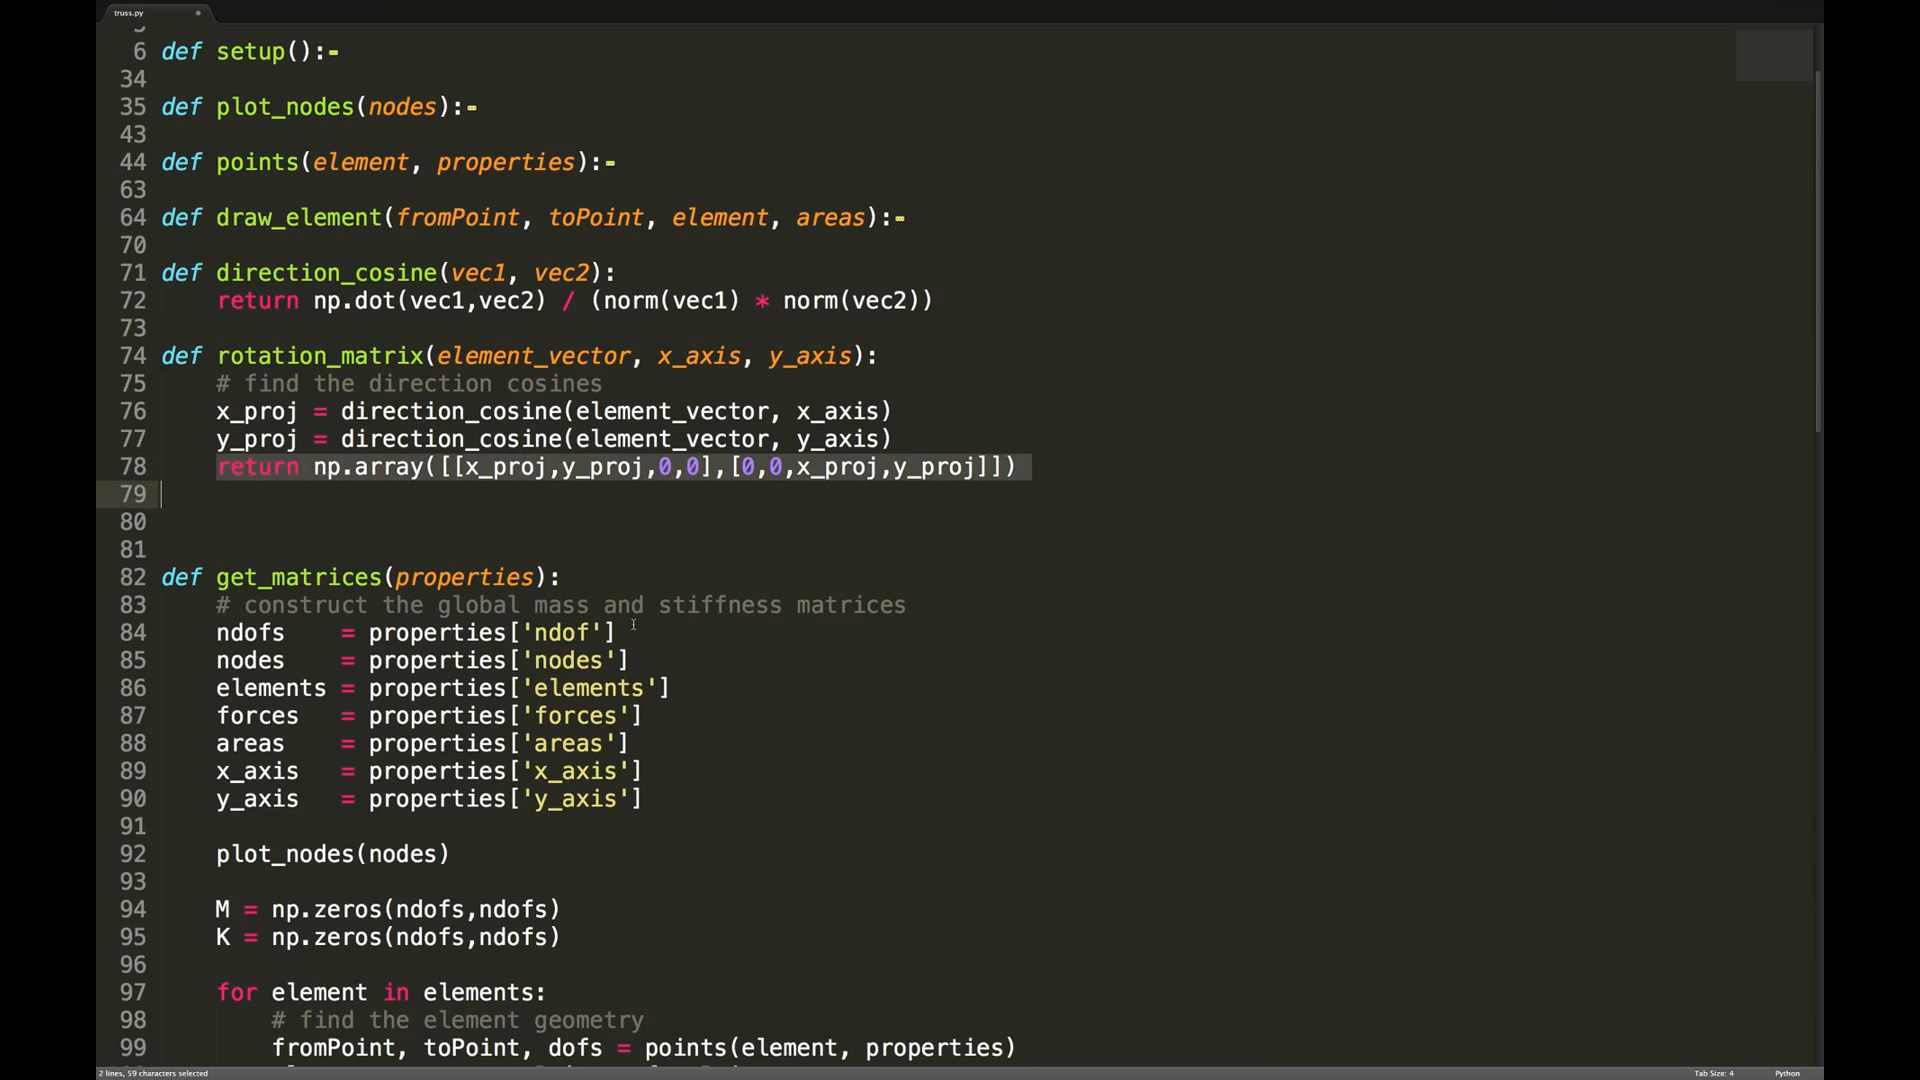 truss.py
5
6 def setup():
34
35 def plot_nodes(nodes):
43
44 def points(element, properties):
63
64 def draw_element(fromPoint, toPoint, element, areas):
70
71 def direction_cosine(vec1, vec2):
72     return np.dot(vec1,vec2) / (norm(vec1) * norm(vec2))
73
74 def rotation_matrix(element_vector, x_axis, y_axis):
75     # find the direction cosines
76     x_proj = direction_cosine(element_vector, x_axis)
77     y_proj = direction_cosine(element_vector, y_axis)
78     return np.array([[x_proj,y_proj,0,0],[0,0,x_proj,y_proj]])
79
80
81
82 def get_matrices(properties):
83     # construct the global mass and stiffness matrices
84     ndofs    = properties['ndof']
85     nodes    = properties['nodes']
86     elements = properties['elements']
87     forces   = properties['forces']
88     areas    = properties['areas']
89     x_axis   = properties['x_axis']
90     y_axis   = properties['y_axis']
91
92     plot_nodes(nodes)
93
94     M = np.zeros(ndofs,ndofs)
95     K = np.zeros(ndofs,ndofs)
96
97     for element in elements:
98         # find the element geometry
99         fromPoint, toPoint, dofs = points(element, properties)
2 lines, 59 characters selected
Tab Size: 4
Python